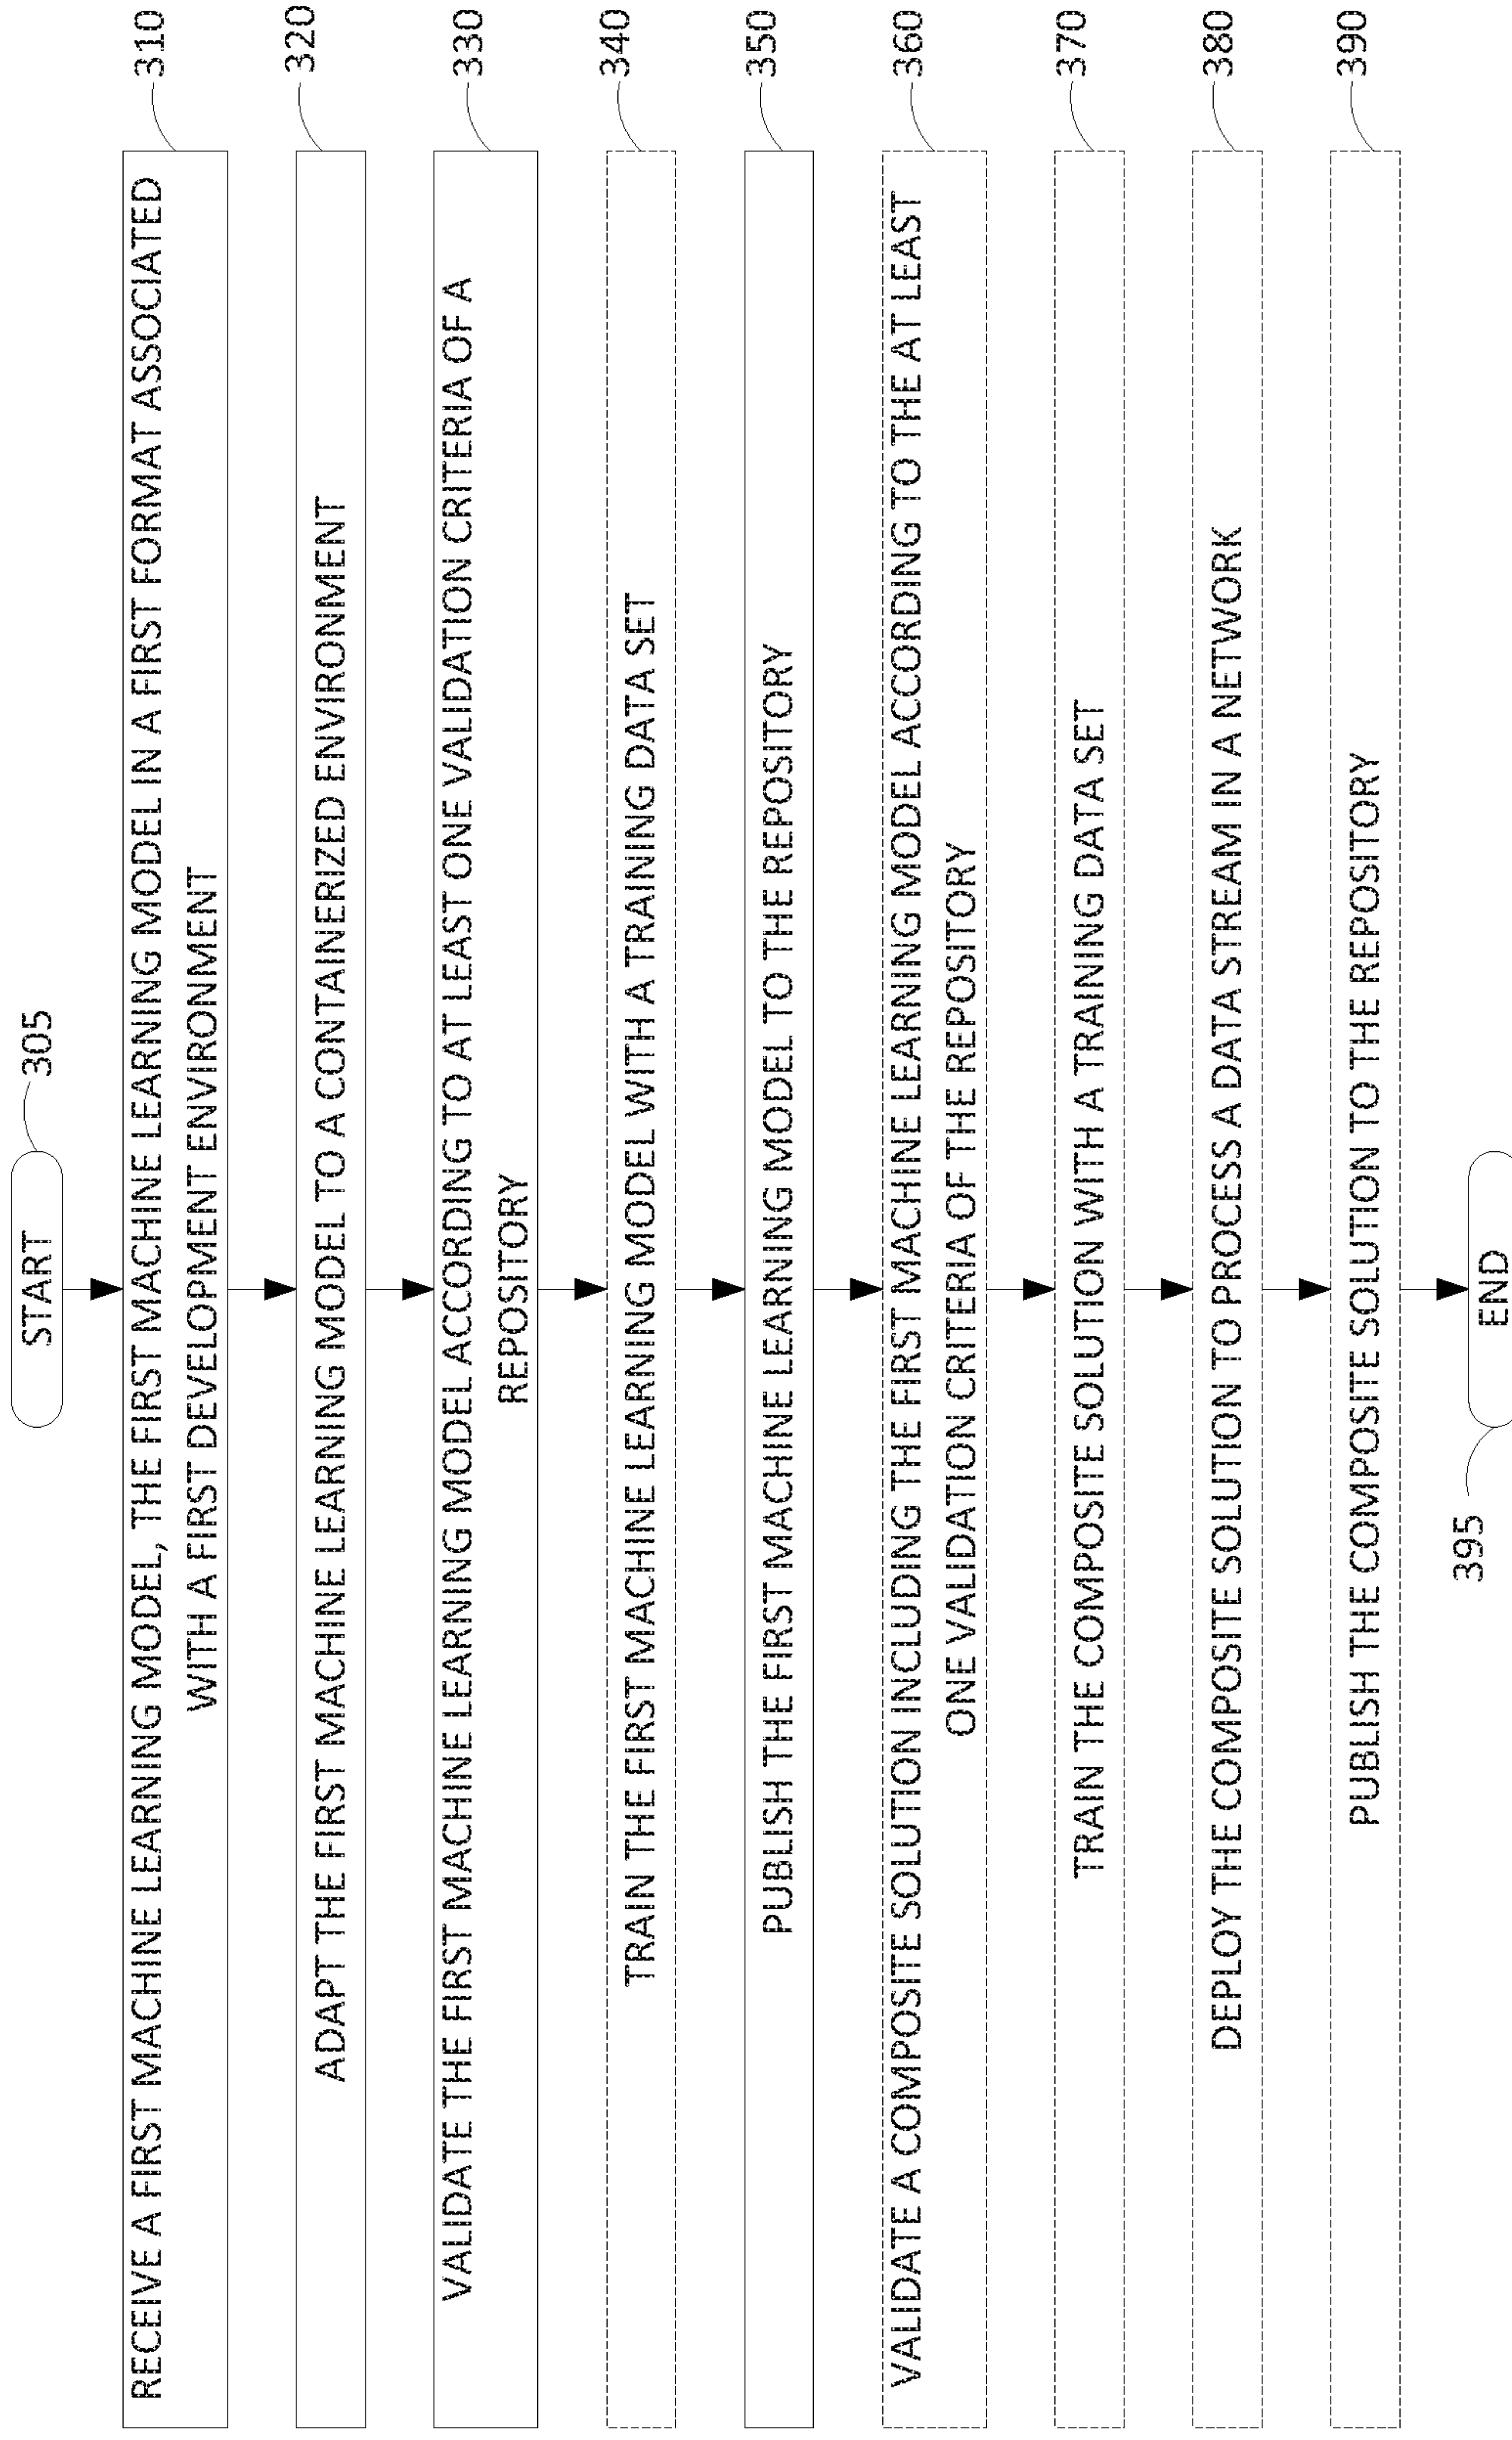 START
305
RECEIVE A FIRST MACHINE LEARNING MODEL, THE FIRST MACHINE LEARNING MODEL IN A FIRST FORMAT ASSOCIATED
WITH A FIRST DEVELOPMENT ENVIRONMENT
310
ADAPT THE FIRST MACHINE LEARNING MODEL TO A CONTAINERIZED ENVIRONMENT
320
VALIDATE THE FIRST MACHINE LEARNING MODEL ACCORDING TO AT LEAST ONE VALIDATION CRITERIA OF A
REPOSITORY
330
TRAIN THE FIRST MACHINE LEARNING MODEL WITH A TRAINING DATA SET
340
PUBLISH THE FIRST MACHINE LEARNING MODEL TO THE REPOSITORY
350
VALIDATE A COMPOSITE SOLUTION INCLUDING THE FIRST MACHINE LEARNING MODEL ACCORDING TO THE AT LEAST
ONE VALIDATION CRITERIA OF THE REPOSITORY
360
TRAIN THE COMPOSITE SOLUTION WITH A TRAINING DATA SET
370
DEPLOY THE COMPOSITE SOLUTION TO PROCESS A DATA STREAM IN A NETWORK
380
PUBLISH THE COMPOSITE SOLUTION TO THE REPOSITORY
390
395
END